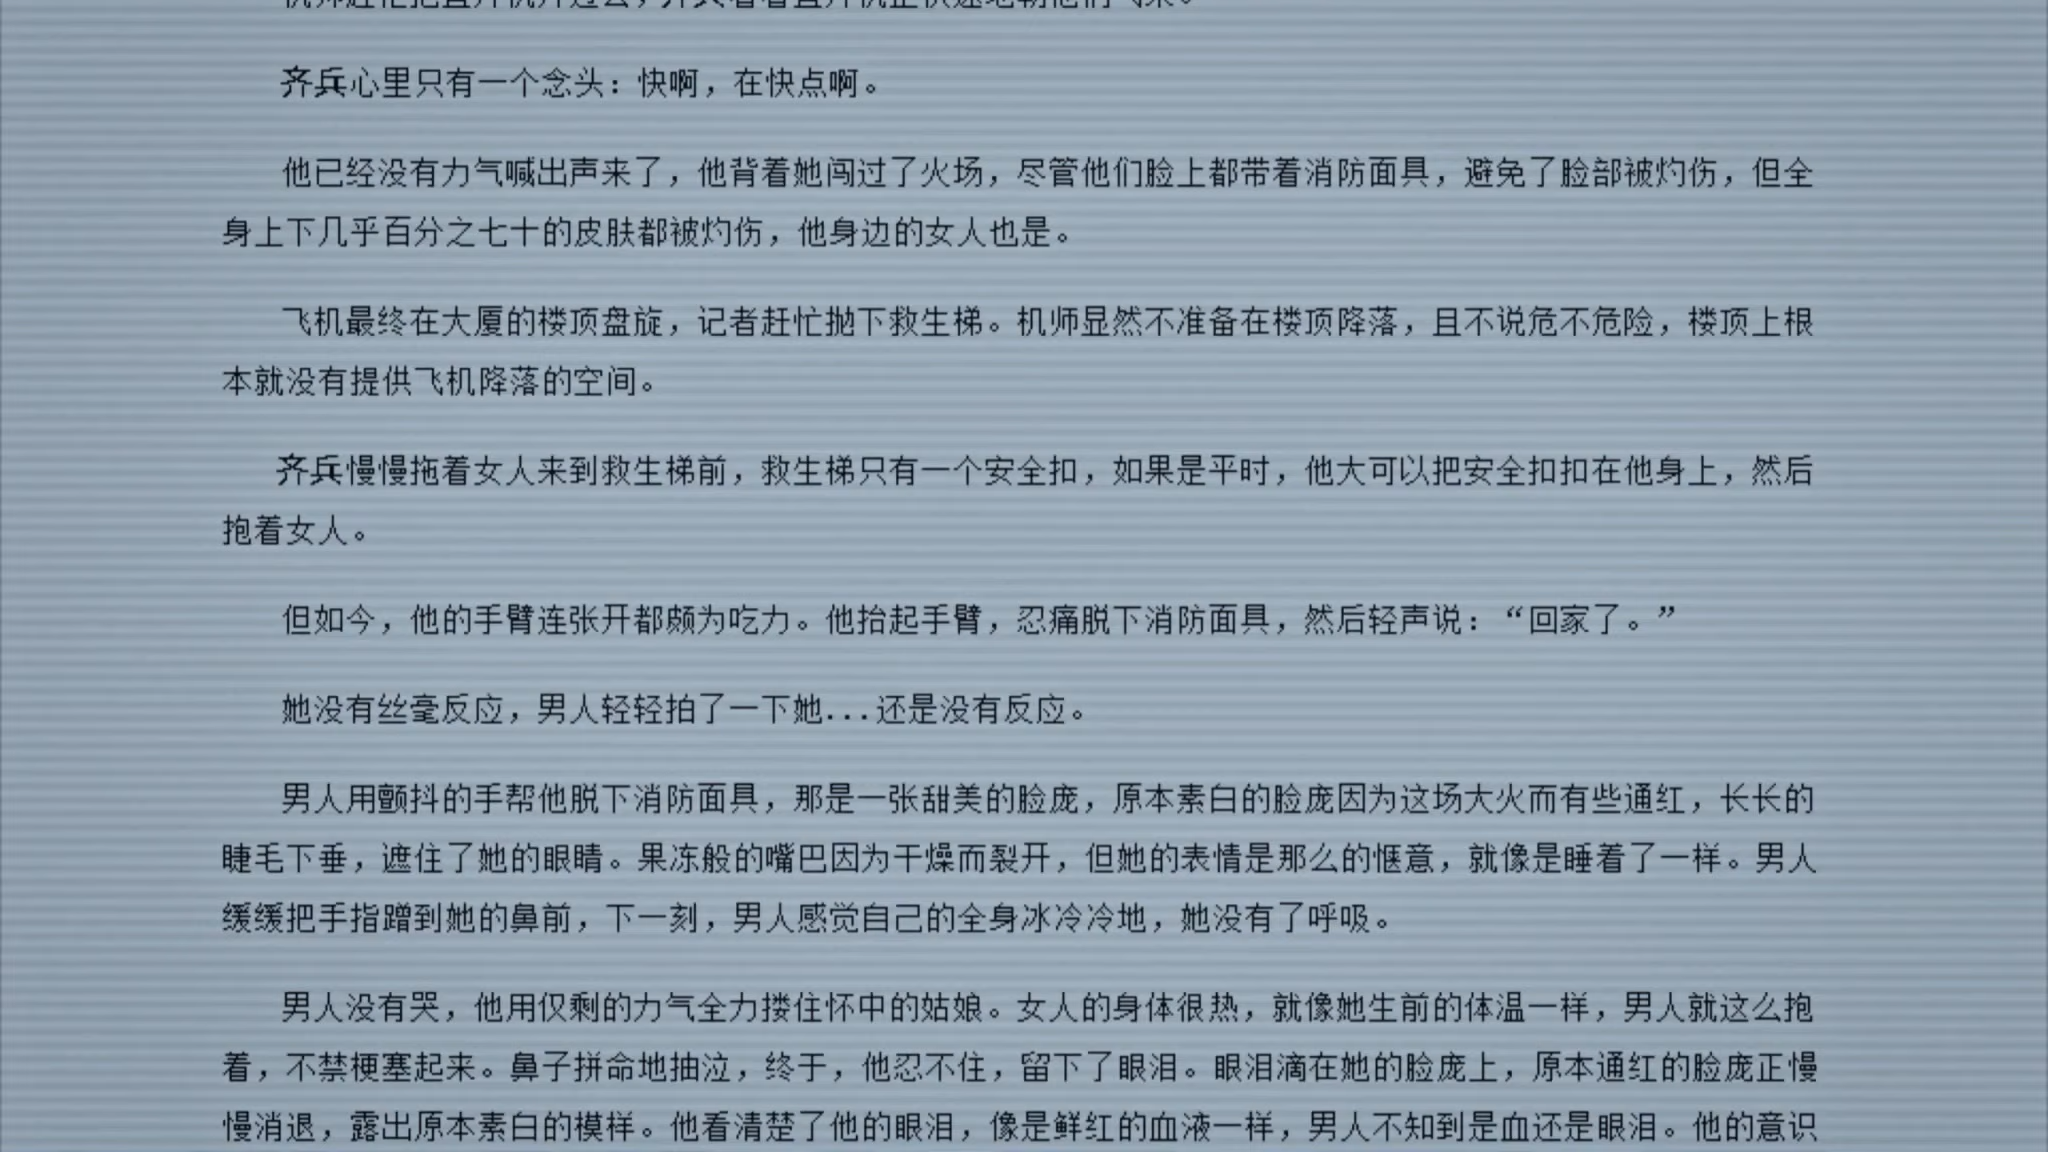 齐兵心里只有一个念头：快啊，在快点啊。
他已经没有力气喊出声来了，他背着她闯过了火场，尽管他们脸上都带着消防面具，避免了脸部被灼伤，但全
身上下几乎百分之七十的皮肤都被灼伤，他身边的女人也是。
飞机最终在大厦的楼顶盘旋，记者赶忙抛下救生梯。机师显然不准备在楼顶降落，且不说危不危险，楼顶上根
本就没有提供飞机降落的空间。
齐兵慢慢拖着女人来到救生梯前，救生梯只有一个安全扣，如果是平时，他大可以把安全扣扣在他身上，然后
抱着女人。
但如今，他的手臂连张开都颇为吃力。他抬起手臂，忍痛脱下消防面具，然后轻声说：“回家了。”
她没有丝毫反应，男人轻轻拍了一下她...还是没有反应。
男人用颤抖的手帮他脱下消防面具，那是一张甜美的脸庞，原本素白的脸庞因为这场大火而有些通红，长长的
睫毛下垂，遮住了她的眼睛。果冻般的嘴巴因为干燥而裂开，但她的表情是那么的惬意，就像是睡着了一样。男人
缓缓把手指蹭到她的鼻前，下一刻，男人感觉自己的全身冰冷冷地，她没有了呼吸。
男人没有哭，他用仅剩的力气全力搂住怀中的姑娘。女人的身体很热，就像她生前的体温一样，男人就这么抱
着，不禁梗塞起来。鼻子拼命地抽泣，终于，他忍不住，留下了眼泪。眼泪滴在她的脸庞上，原本通红的脸庞正慢
慢消退，露出原本素白的模样。他看清楚了他的眼泪，像是鲜红的血液一样，男人不知到是血还是眼泪。他的意识